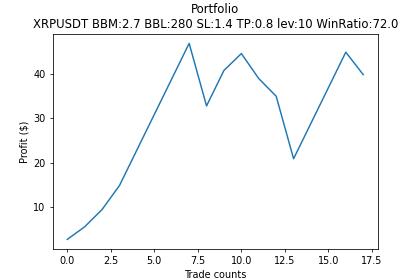 Portfolio
XRPUSDT BBM:2.7 BBL:280 SL:1.4 TP:0.8 lev:10 WinRatio:72.0
40
30
20
10
Profit ($)
0.0 2.5 5.0 7.5 10.0 12.5 15.0 17.5
Trade counts